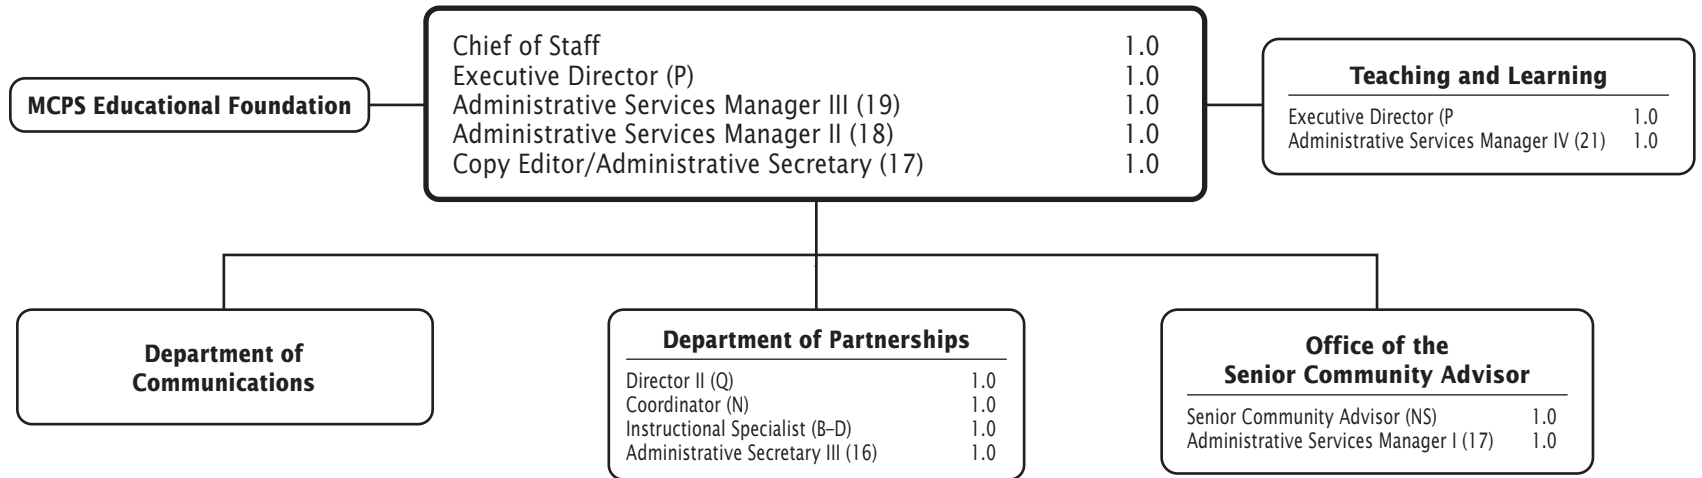 Chief of Staff 1.0
Executive Director (P) 1.0
Administrative Services Manager III (19) 1.0
Administrative Services Manager II (18) 1.0
Copy Editor/Administrative Secretary (17) 1.0
MCPS Educational Foundation
Teaching and Learning
Executive Director (P 1.0
Administrative Services Manager IV (21) 1.0
Department of
Communications
Department of Partnerships
Director II (Q) 1.0
Coordinator (N) 1.0
Instructional Specialist (B–D) 1.0
Administrative Secretary III (16) 1.0
Office of the
Senior Community Advisor
Senior Community Advisor (NS) 1.0
Administrative Services Manager I (17) 1.0